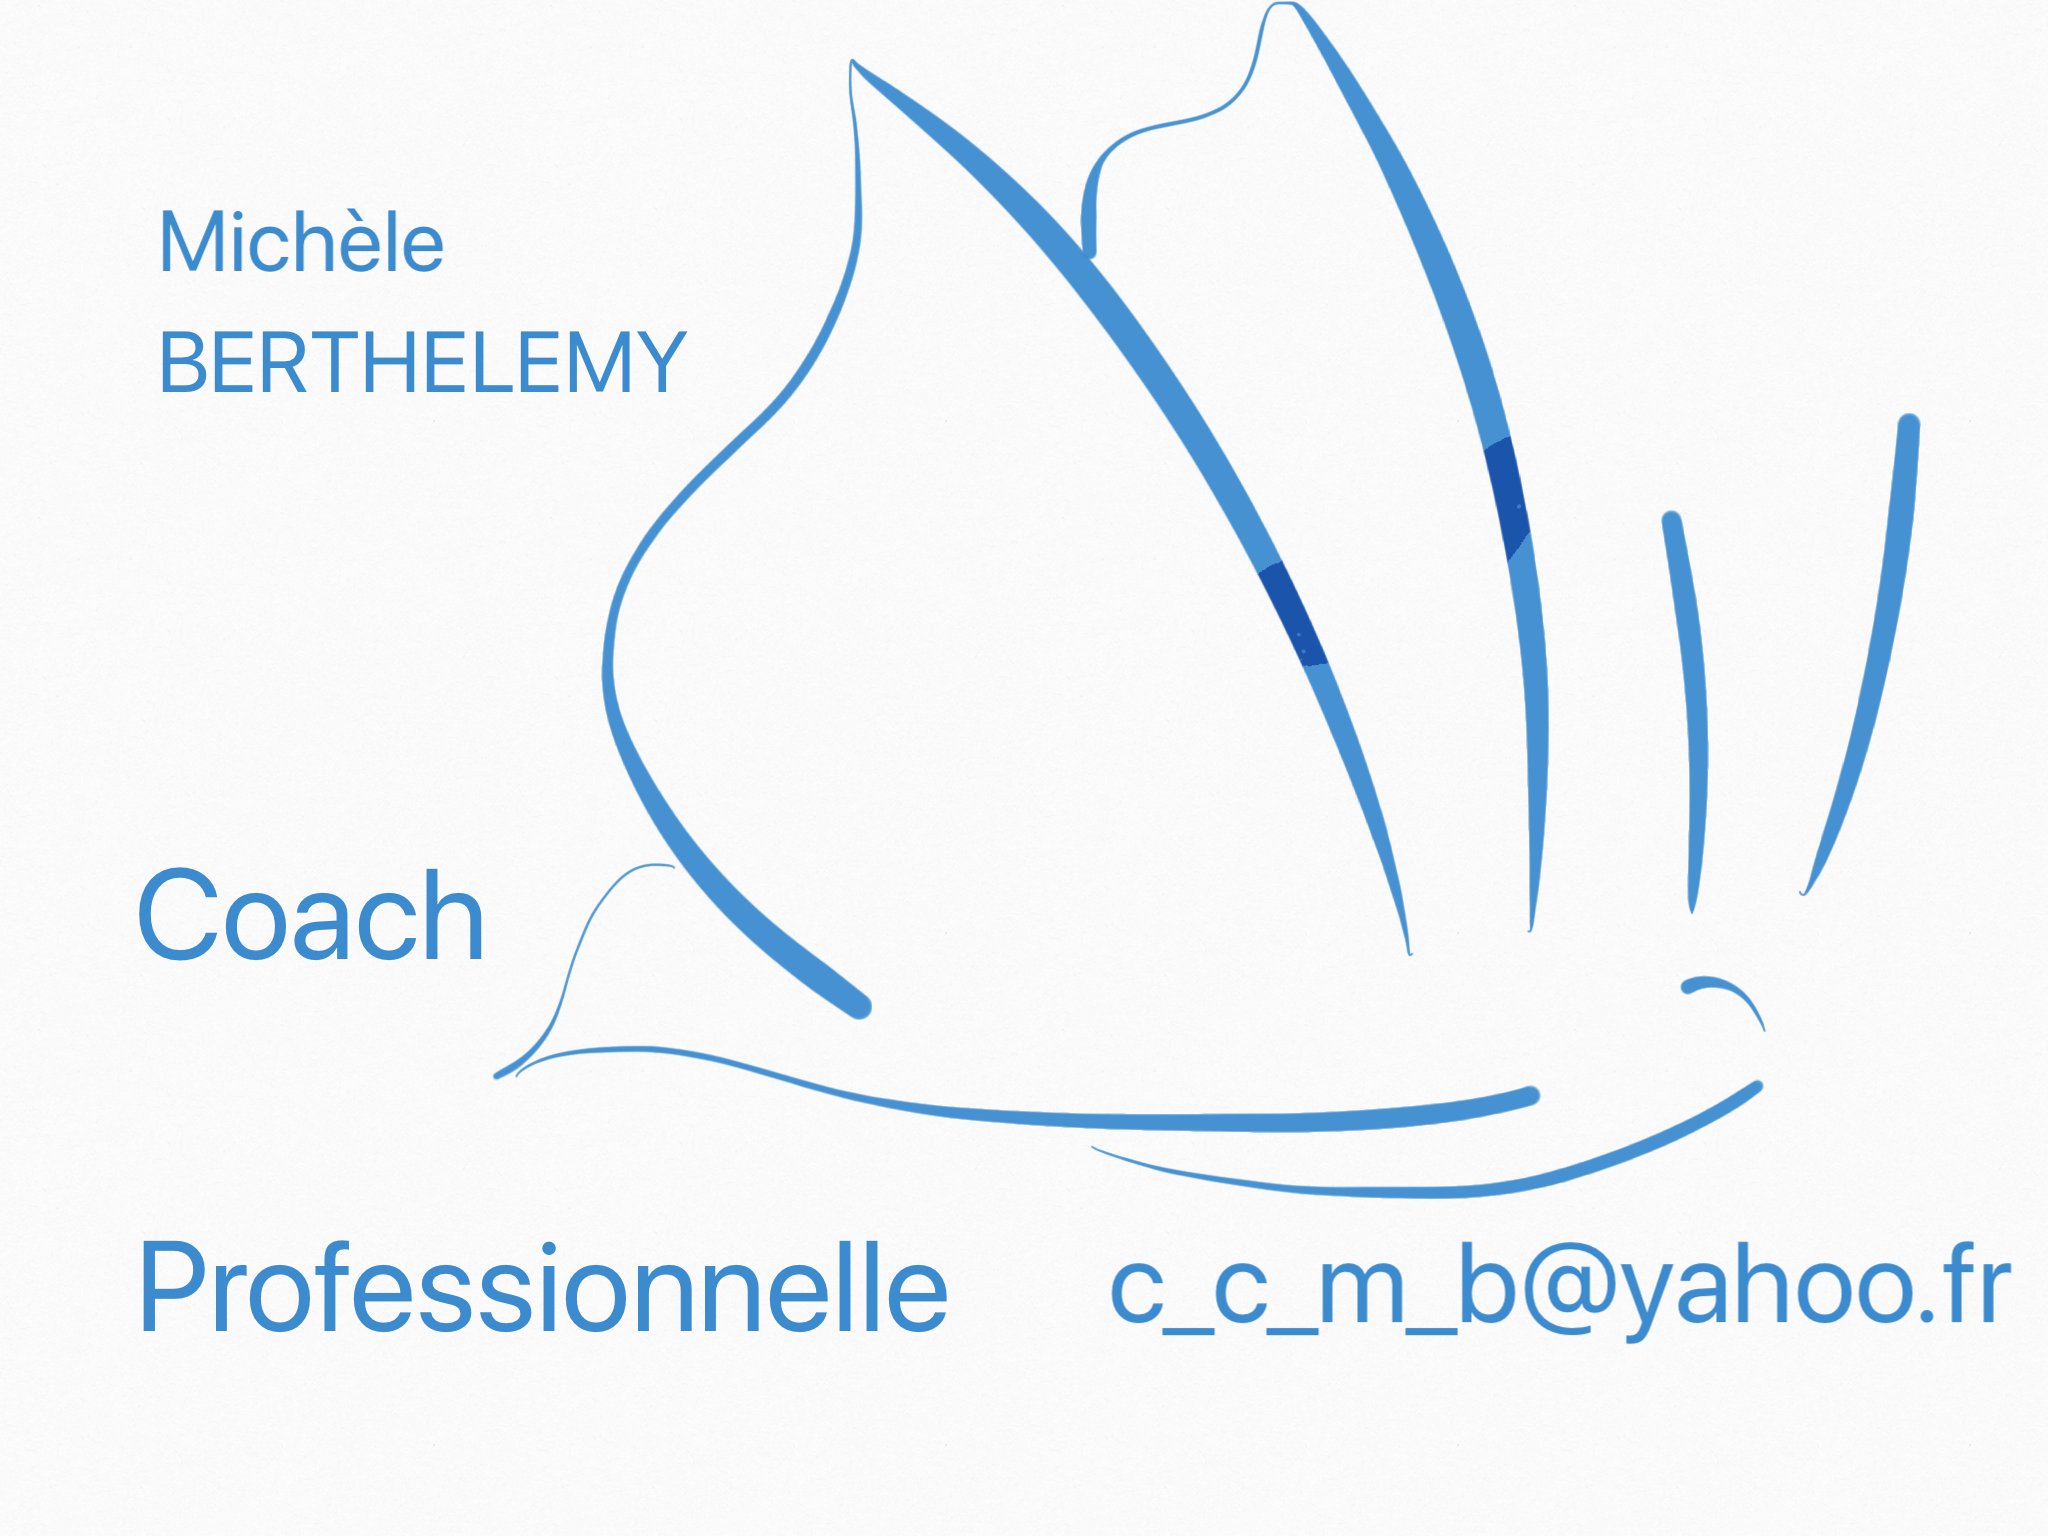 Michèle
BERTHELEMY
Coach
Professionnelle
c_c_m_b@yahoo.fr